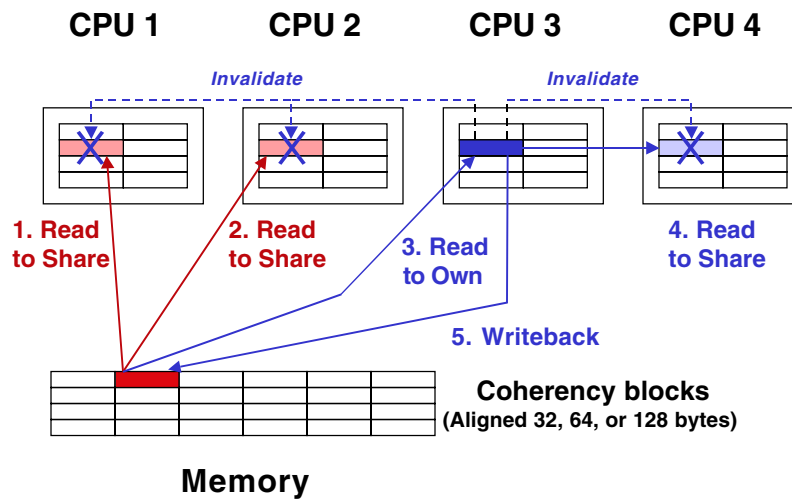 CPU 1 CPU 2 CPU 3 CPU 4
Invalidate Invalidate
1. Read
to Share
2. Read
to Share
3. Read
to Own
4. Read
to Share
5. Writeback
Coherency blocks
(Aligned 32, 64, or 128 bytes)
Memory